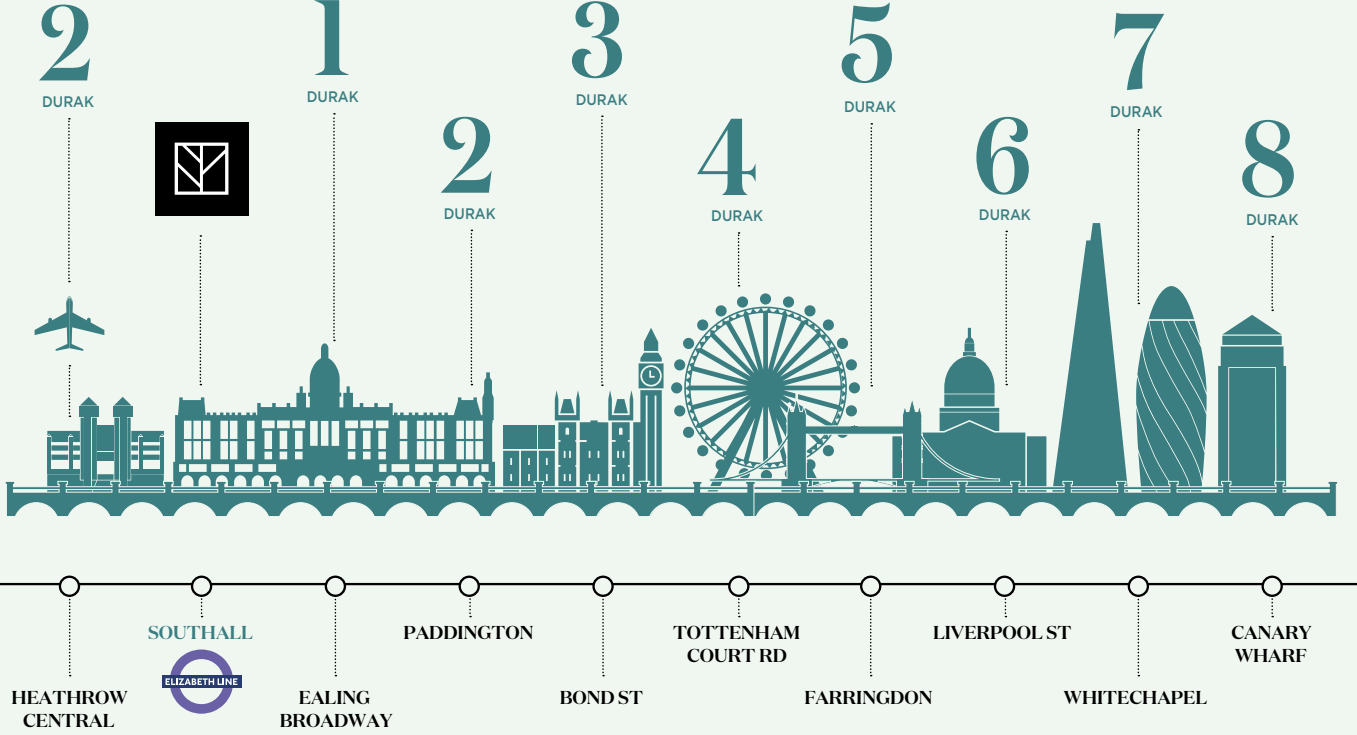 2
DURAK
1
DURAK
2
DURAK
3
DURAK
4
DURAK
5
DURAK
6
DURAK
7
DURAK
8
DURAK
HEATHROW
CENTRAL
SOUTHALL
ELIZABETH LINE
EALING
BROADWAY
PADDINGTON
BOND ST
TOTTENHAM
COURT RD
FARRINGDON
LIVERPOOL ST
WHITECHAPEL
CANARY
WHARF